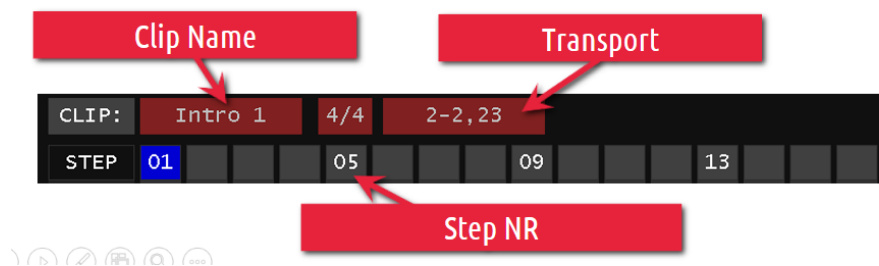 Clip Name
Transport
CLIP: Intro 1 4/4 2-2,23
STEP 01 05 09 13
Step NR